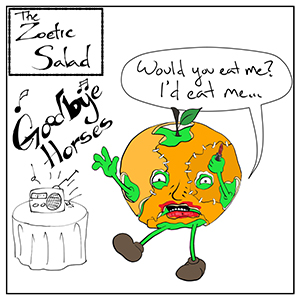 The
Zoetic
Salad
Goodbye
Horses
Would you eat me?
I'd eat me...